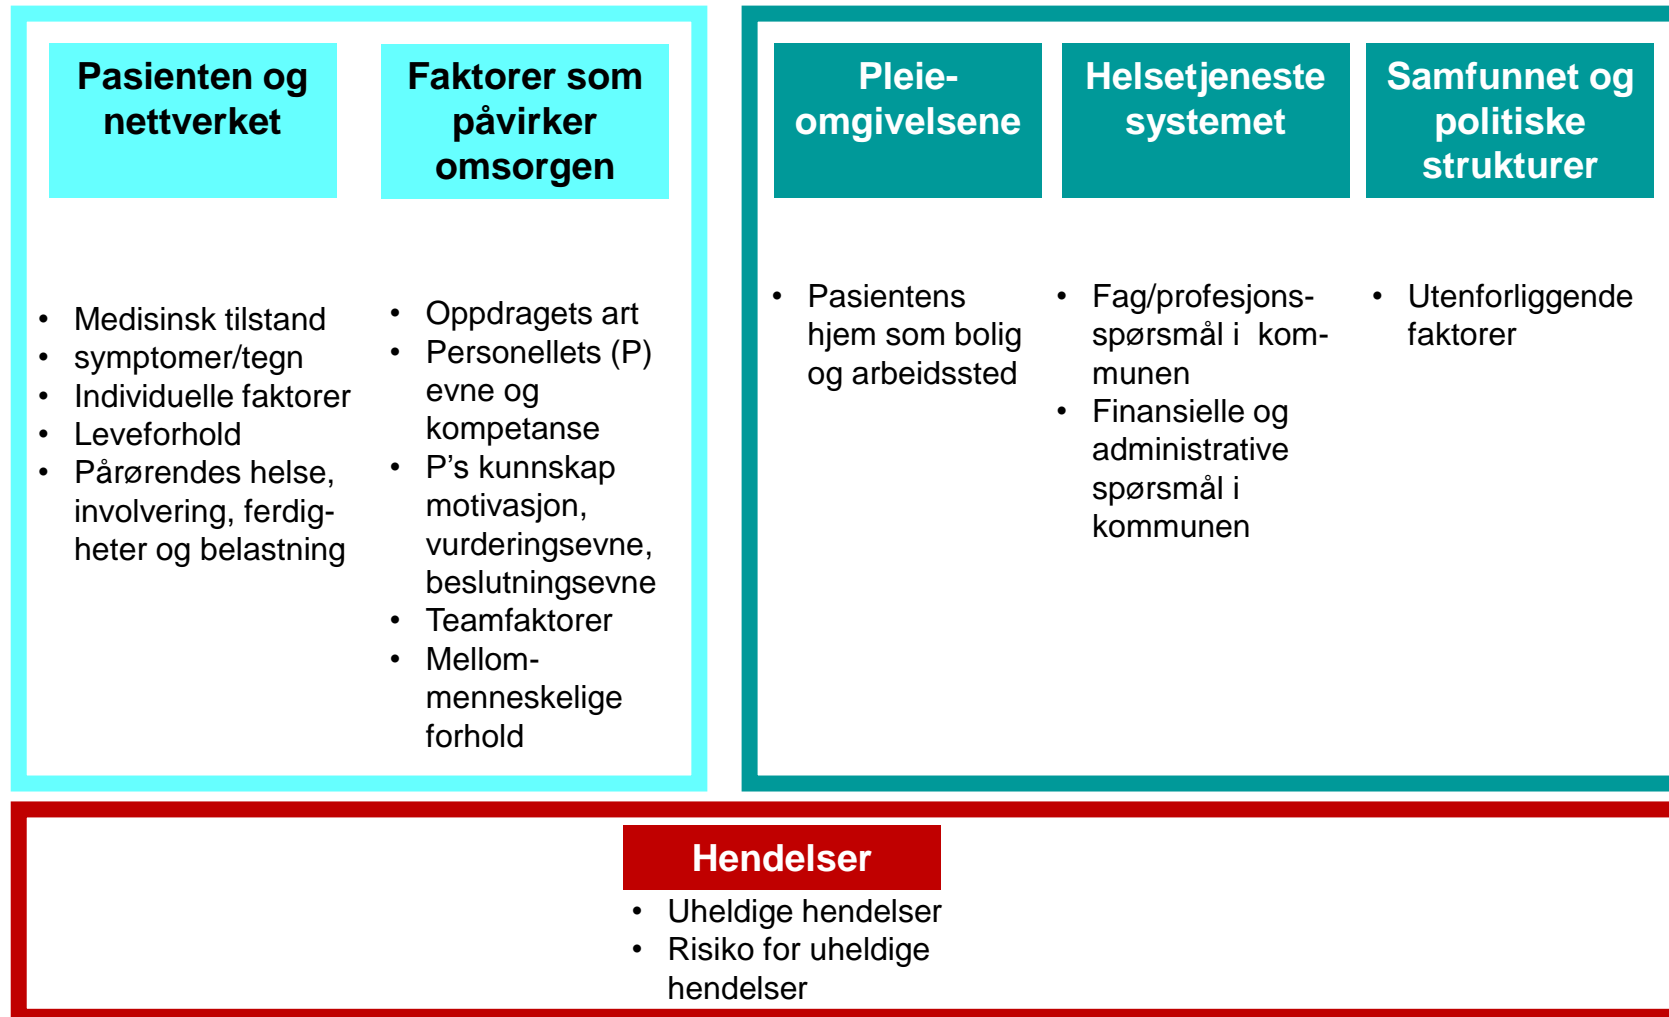 Pasienten og
nettverket
Faktorer som
påvirker
omsorgen
• Medisinsk tilstand
• symptomer/tegn
• Individuelle faktorer
• Leveforhold
• Pårørendes helse,
involvering, ferdig-
heter og belastning
• Oppdragets art
• Personellets (P)
evne og
kompetanse
• P’s kunnskap
motivasjon,
vurderingsevne,
beslutningsevne
• Teamfaktorer
• Mellom-
menneskelige
forhold
Pleie-
omgivelsene
Helsetjeneste
systemet
Samfunnet og
politiske
strukturer
• Pasientens
hjem som bolig
og arbeidssted
• Fag/profesjons-
spørsmål i kom-
munen
• Finansielle og
administrative
spørsmål i
kommunen
• Utenforliggende
faktorer
Hendelser
• Uheldige hendelser
• Risiko for uheldige
hendelser